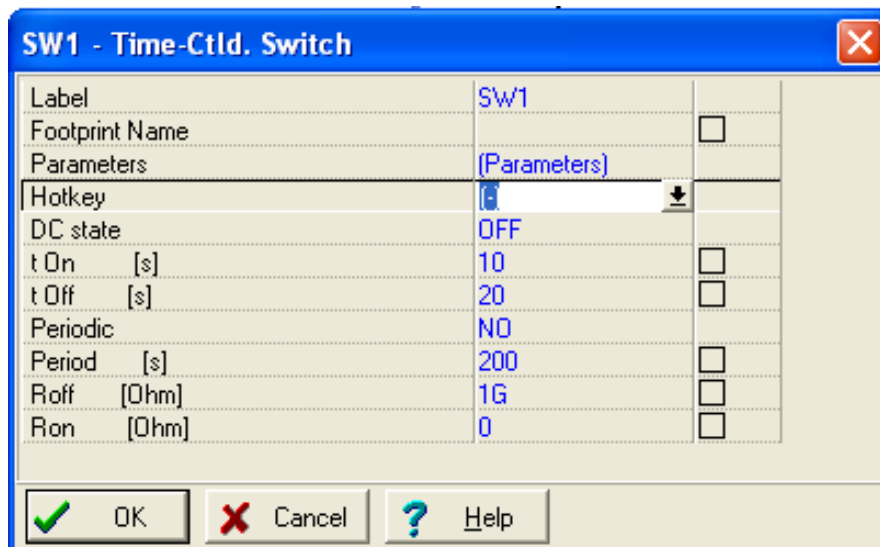 SW1 - Time-Ctld. Switch
Label SW1
Footprint Name
Parameters (Parameters)
Hotkey [-]
DC state OFF
t On [s] 10
t Off [s] 20
Periodic NO
Period [s] 200
Roff [Ohm] 1G
Ron [Ohm] 0
OK Cancel Help